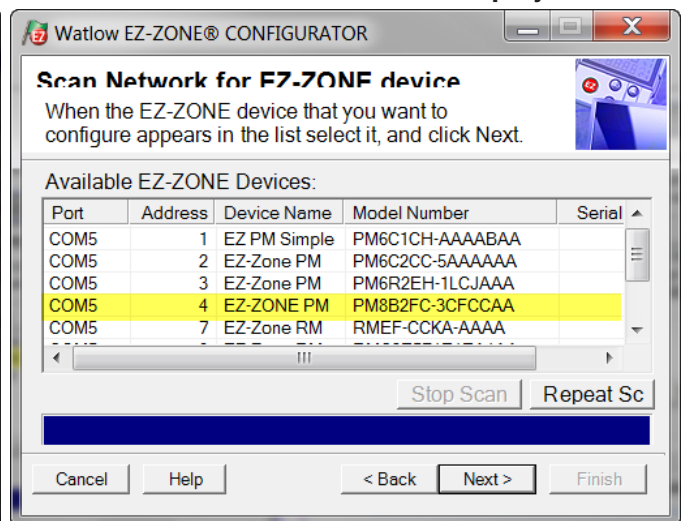 Watlow EZ-ZONE® CONFIGURATOR
Scan Network for EZ-ZONE device
When the EZ-ZONE device that you want to
configure appears in the list select it, and click Next.
Available EZ-ZONE Devices:
Port Address Device Name Model Number Serial
COM5 1 EZ PM Simple PM6C1CH-AAAABAA
COM5 2 EZ-Zone PM PM6C2CC-5AAAAAA
COM5 3 EZ-Zone PM PM6R2EH-1LCJAAA
COM5 4 EZ-ZONE PM PM8B2FC-3CFCCAA
COM5 7 EZ-Zone RM RMEF-CCKA-AAAA
Stop Scan Repeat Sc
Cancel Help < Back Next > Finish